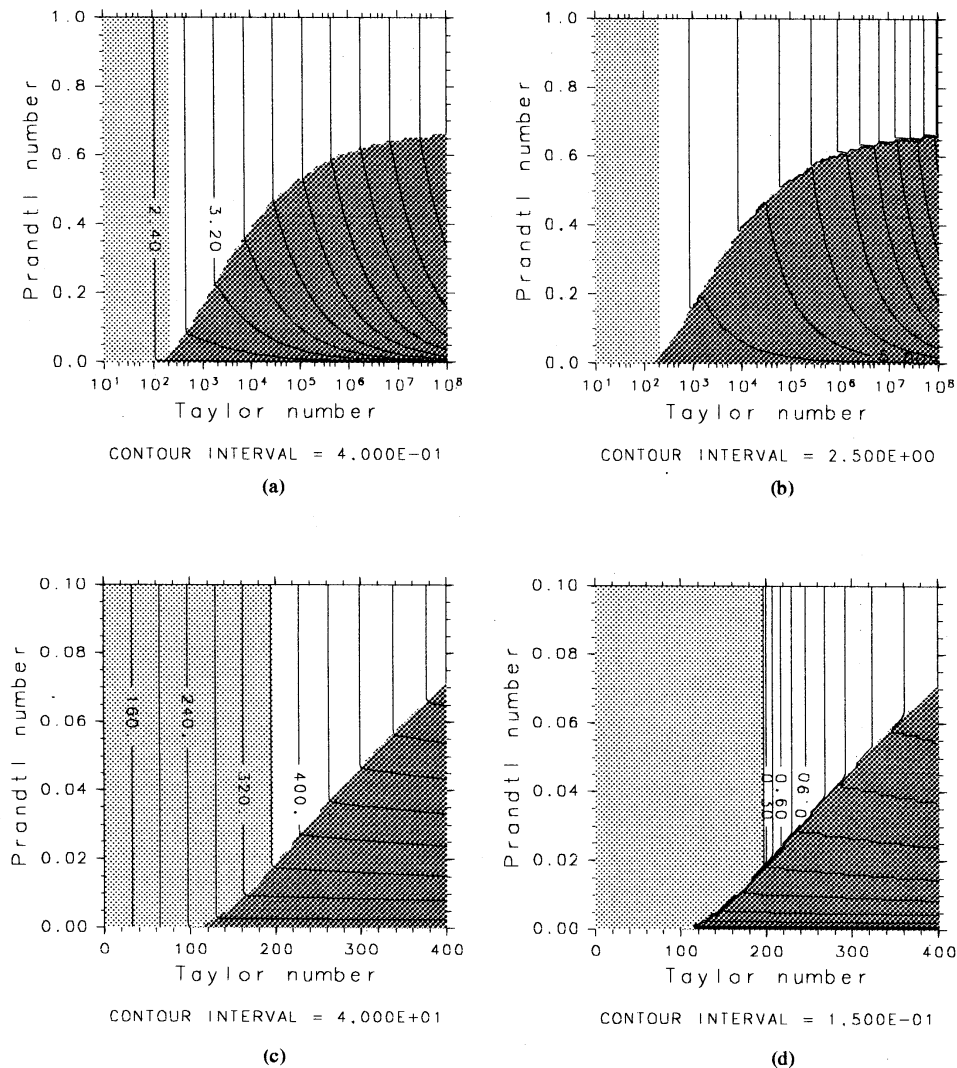 1.0
0.8
0.6
0.4
0.2
0.0
Prandtl number
2.40
3.20
10¹ 10² 10³ 10⁴ 10⁵ 10⁶ 10⁷ 10⁸
Taylor number
CONTOUR INTERVAL = 4.000E-01
(a)
1.0
0.8
0.6
0.4
0.2
0.0
Prandtl number
10¹ 10² 10³ 10⁴ 10⁵ 10⁶ 10⁷ 10⁸
Taylor number
CONTOUR INTERVAL = 2.500E+00
(b)
0.10
0.08
0.06
0.04
0.02
0.00
Prandtl number
160
240.
320
400.
0 100 200 300 400
Taylor number
CONTOUR INTERVAL = 4.000E+01
(c)
0.10
0.08
0.06
0.04
0.02
0.00
Prandtl number
0.30
0.60
0.90
0 100 200 300 400
Taylor number
CONTOUR INTERVAL = 1.500E-01
(d)